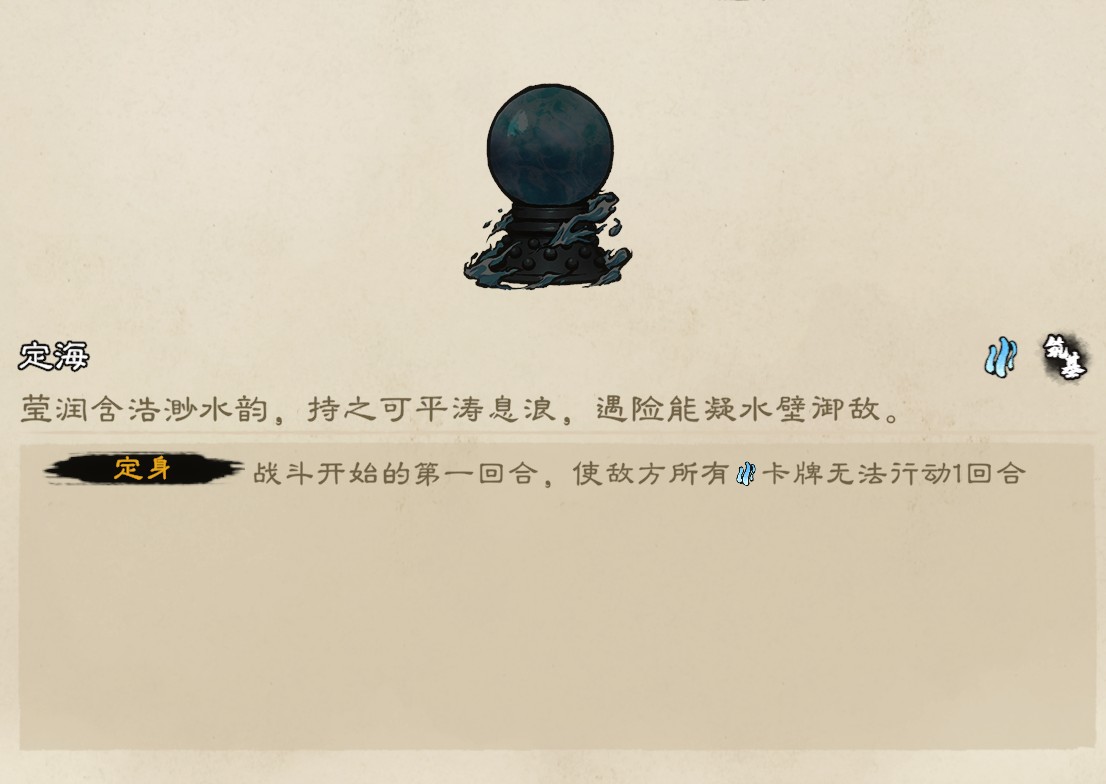 定海
筑基
莹润含浩渺水韵，持之可平涛息浪，遇险能凝水壁御敌。
定身 战斗开始的第一回合，使敌方所有卡牌无法行动1回合